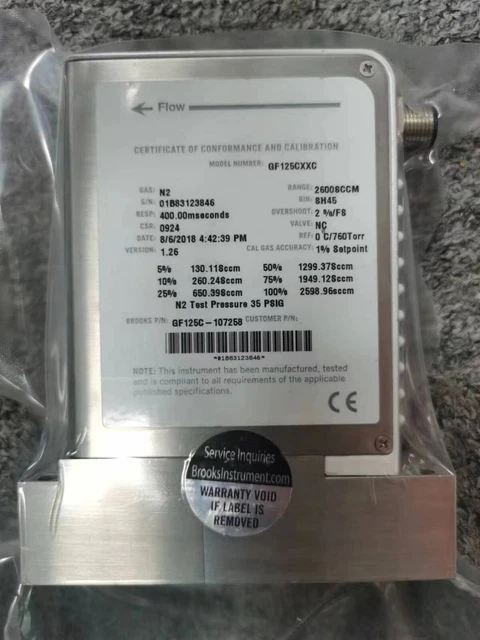 Flow
CERTIFICATE OF CONFORMANCE AND CALIBRATION
MODEL NUMBER: GF125CXXC
GAS: N2 RANGE: 2600SCCM
S/N: 01B83123846 BIN: SH45
RESP: 400.00mseconds OVERSHOOT: 2 %/FS
CSR: 0924 VALVE: NC
DATE: 8/6/2018 4:42:39 PM REF: 0 C/760Torr
VERSION: 1.26 CAL GAS ACCURACY: 1% Setpoint
5% 130.11Sccm 50% 1299.37Sccm
10% 260.24Sccm 75% 1949.12Sccm
25% 650.39Sccm 100% 2598.96Sccm
N2 Test Pressure 35 PSIG
BROOKS P/N: GF125C-107258 CUSTOMER P/N:
*01B83123846*
NOTE: This instrument has been manufactured, tested
and is compliant to all requirements of the applicable
published specifications.
CE
Service Inquiries
BrooksInstrument.com
WARRANTY VOID
IF LABEL IS
REMOVED